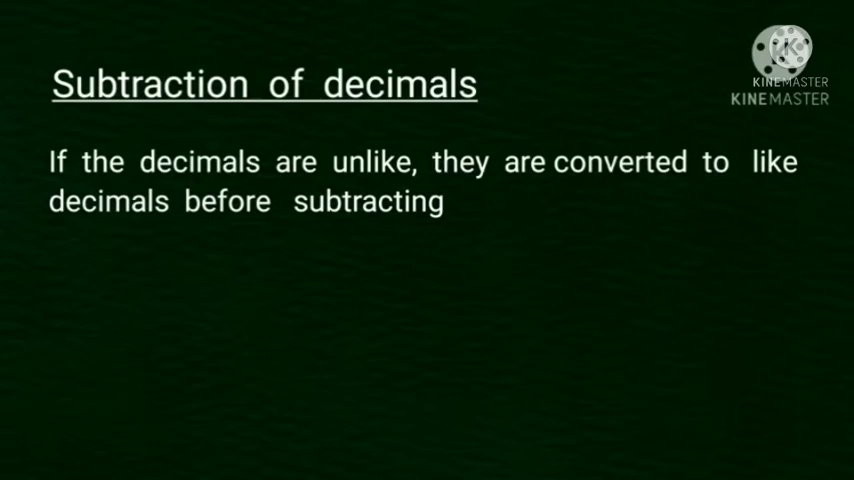 Subtraction of decimals
KINEMASTER
KINEMASTER
If the decimals are unlike, they are converted to like
decimals before subtracting